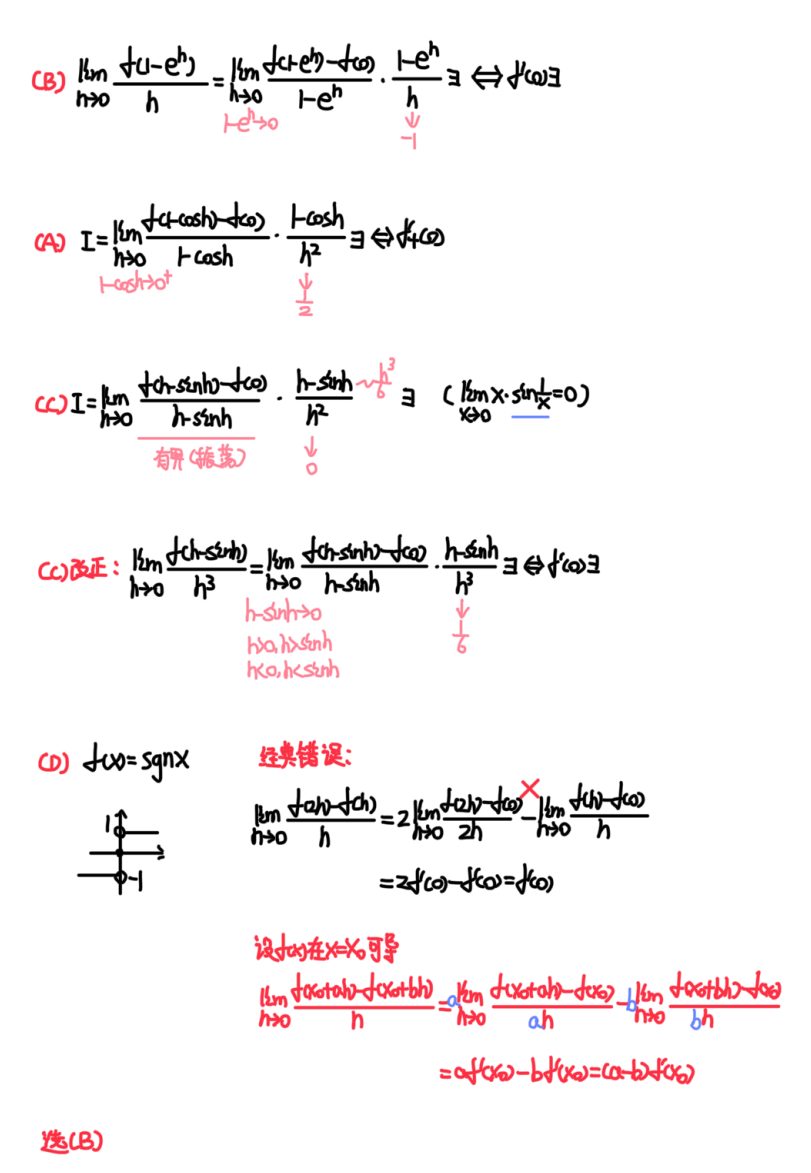 (B) lim_{h→0} f(1-e^h)/h = lim_{h→0} (f(1-e^h)-f(0))/(1-e^h) · (1-e^h)/h ∃ ⟺ f'(0)∃
1-e^h→0
↓
-1
(A) I = lim_{h→0} (f(1-cosh)-f(0))/(1-cosh) · (1-cosh)/h² ∃ ⟺ f'₊(0)
1-cosh→0⁺
↓
1/2
(C) I = lim_{h→0} (f(h-sinh)-f(0))/(h-sinh) · (h-sinh)/h² ∃ ( lim_{x→0} x·sin 1/x = 0 )
~ h³/6
有界(振荡)
↓
0
(C)改正: lim_{h→0} f(h-sinh)/h³ = lim_{h→0} (f(h-sinh)-f(0))/(h-sinh) · (h-sinh)/h³ ∃ ⟺ f'(0)∃
h-sinh→0
h>0, h>sinh
h<0, h<sinh
↓
1/6
(D) f(x)=sgnx
经典错误:
1
-1
lim_{h→0} (f(2h)-f(h))/h = 2 lim_{h→0} (f(2h)-f(0))/2h × - lim_{h→0} (f(h)-f(0))/h
= 2f'(0)-f'(0)=f'(0)
设f(x)在x=x₀可导
lim_{h→0} (f(x₀+ah)-f(x₀+bh))/h = a lim_{h→0} (f(x₀+ah)-f(x₀))/ah - b lim_{h→0} (f(x₀+bh)-f(x₀))/bh
= af'(x₀)-bf'(x₀)=(a-b)f'(x₀)
选(B)